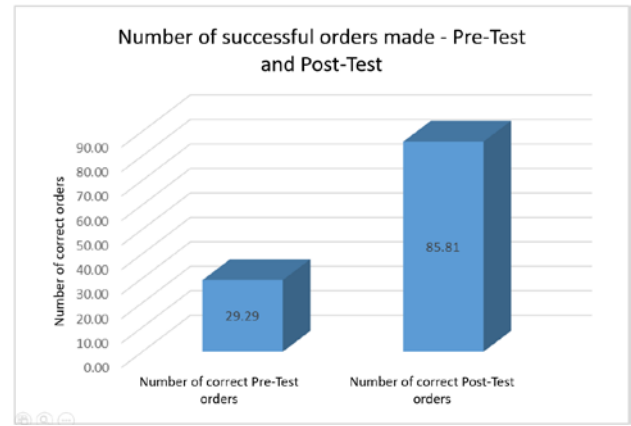 Number of successful orders made - Pre-Test
and Post-Test
Number of correct orders
90.00
80.00
70.00
60.00
50.00
40.00
30.00
20.00
10.00
0.00
29.29
85.81
Number of correct Pre-Test
orders
Number of correct Post-Test
orders